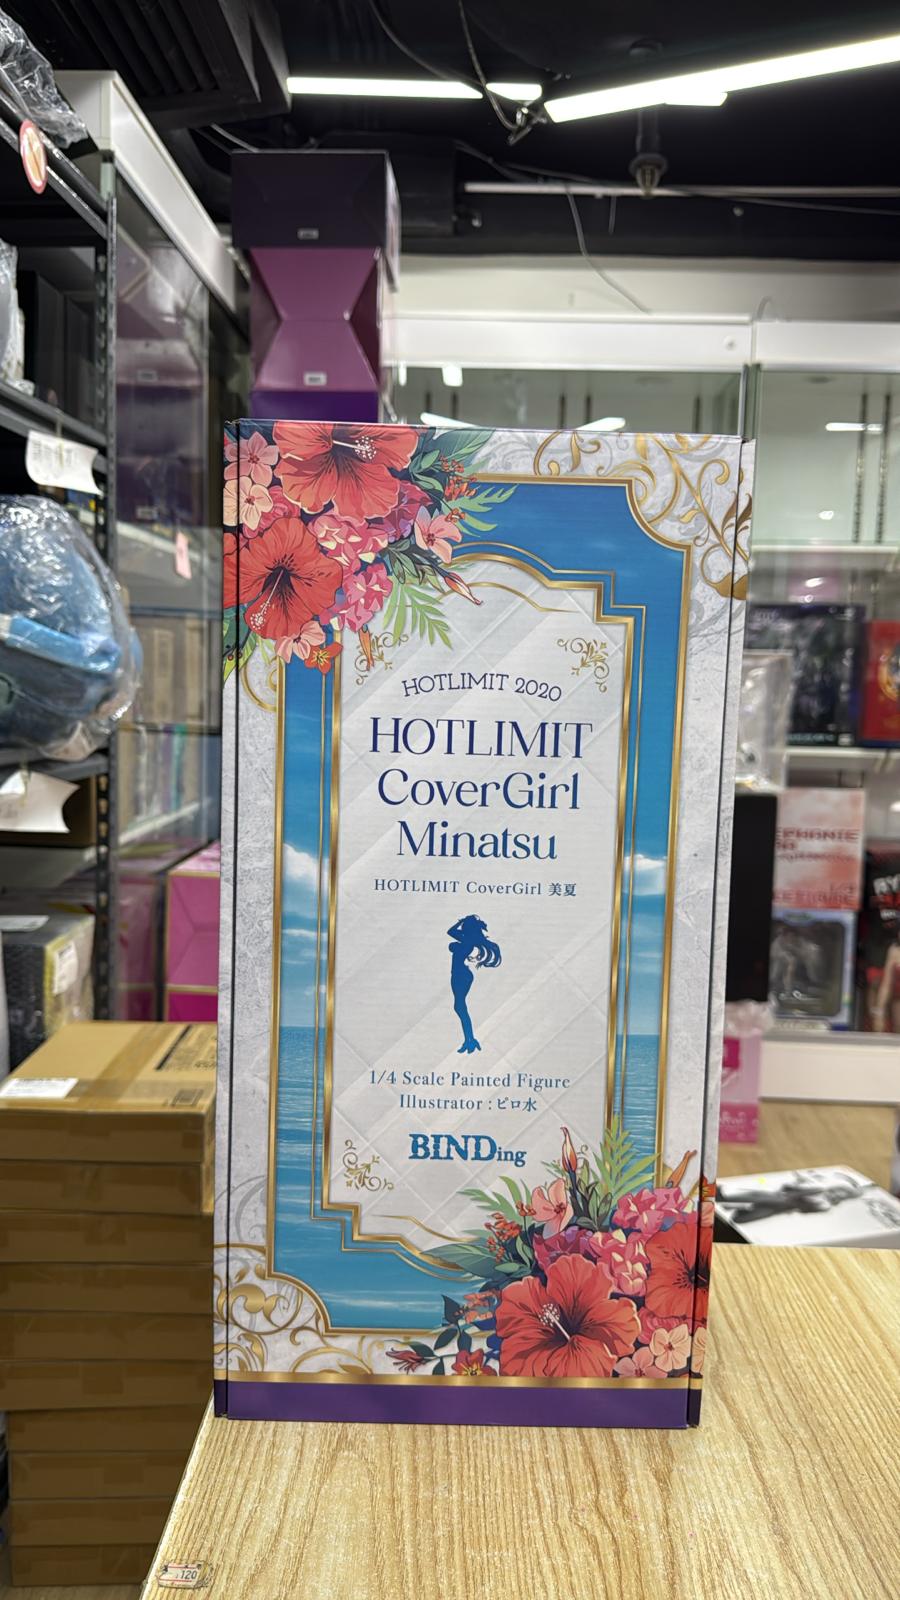 HOTLIMIT 2020
HOTLIMIT
CoverGirl
Minatsu
HOTLIMIT CoverGirl 美夏
1/4 Scale Painted Figure
Illustrator : ピロ水
BINDing
120